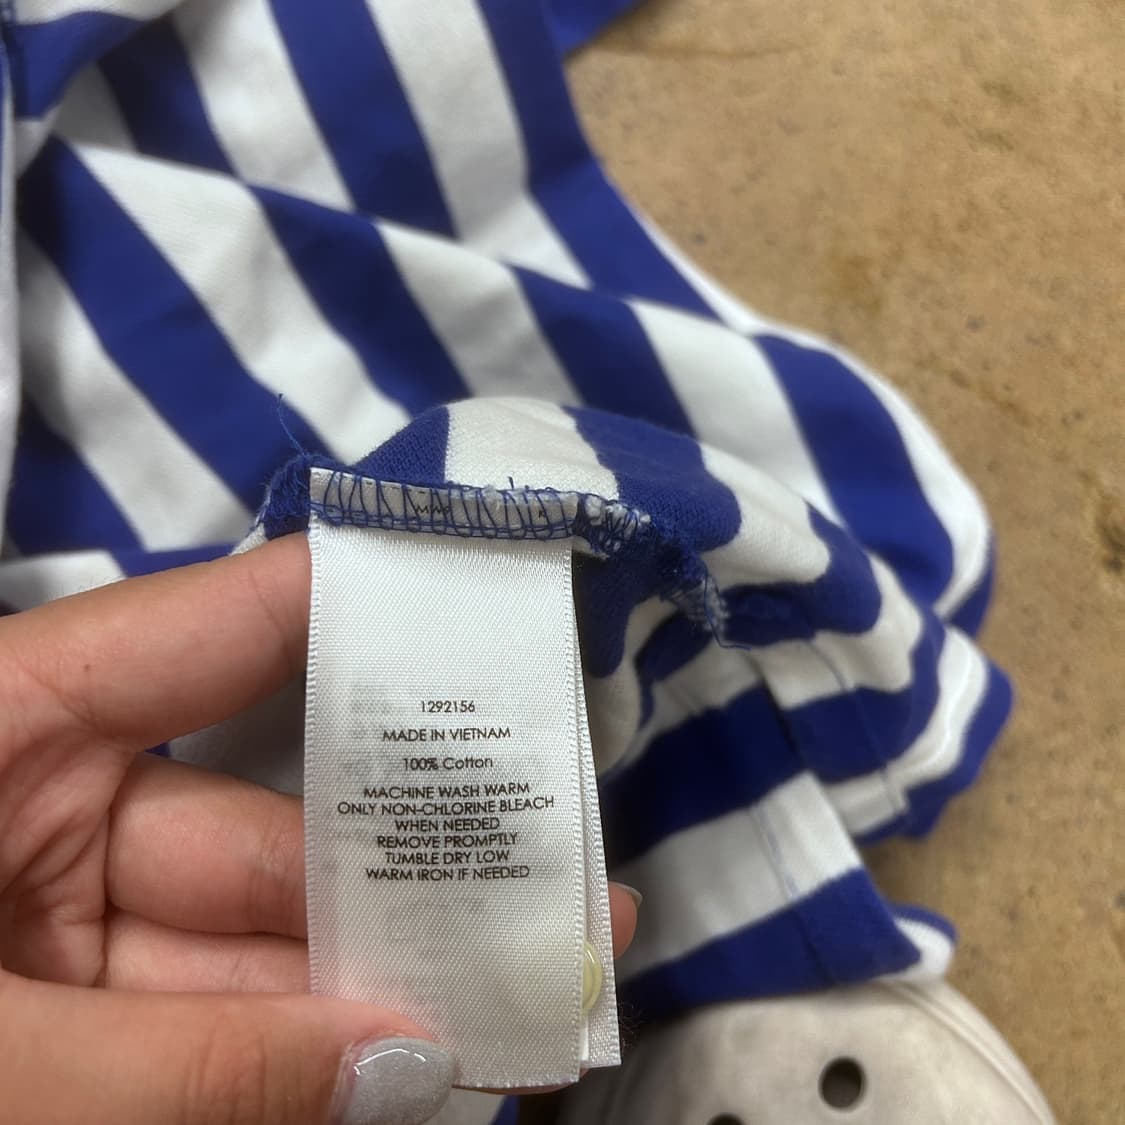 1292156
MADE IN VIETNAM
100% Cotton
MACHINE WASH WARM
ONLY NON-CHLORINE BLEACH
WHEN NEEDED
REMOVE PROMPTLY
TUMBLE DRY LOW
WARM IRON IF NEEDED